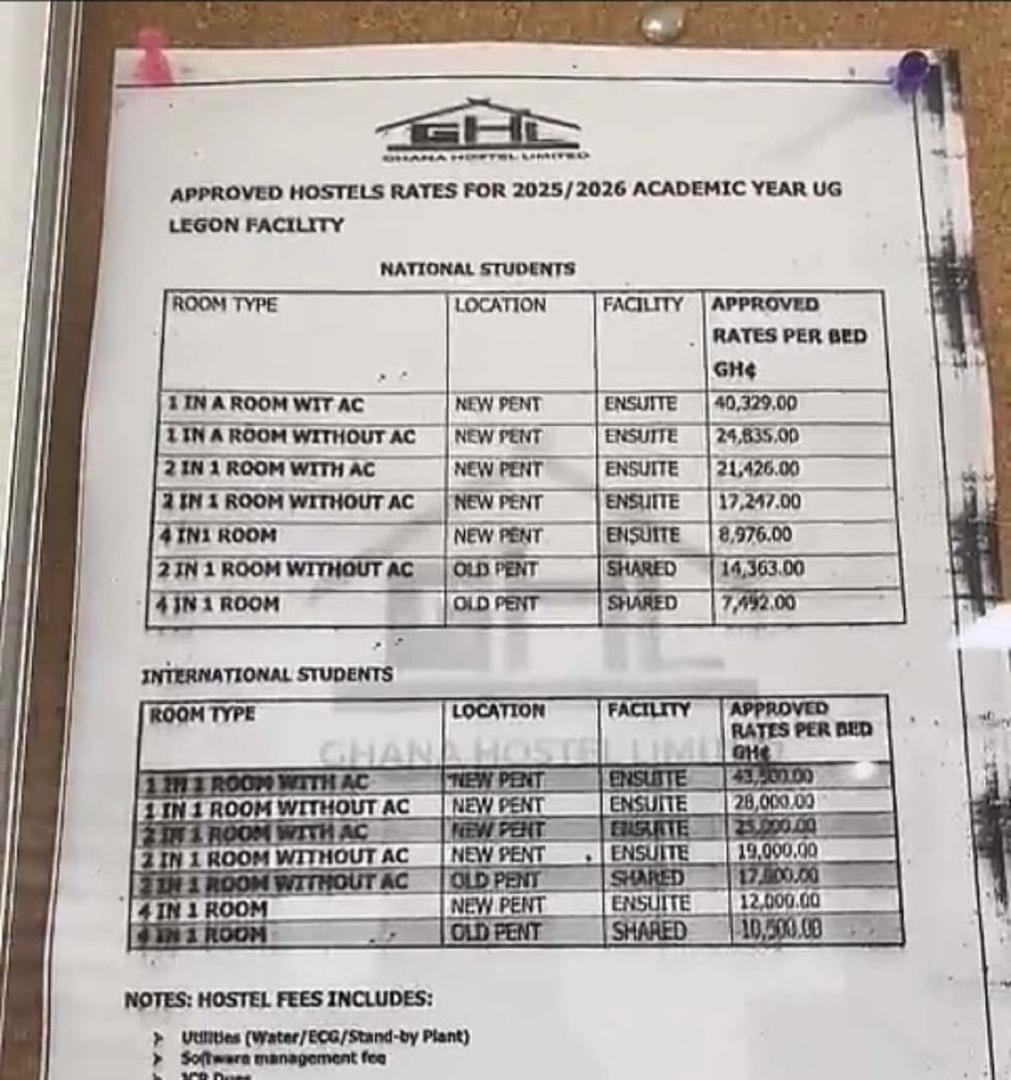 GHL
GHANA HOSTEL LIMITED
APPROVED HOSTELS RATES FOR 2025/2026 ACADEMIC YEAR UG
LEGON FACILITY
NATIONAL STUDENTS
ROOM TYPE LOCATION FACILITY APPROVED
RATES PER BED
GH¢
1 IN A ROOM WIT AC NEW PENT ENSUITE 40,329.00
1 IN A ROOM WITHOUT AC NEW PENT ENSUITE 24,835.00
2 IN 1 ROOM WITH AC NEW PENT ENSUITE 21,426.00
2 IN 1 ROOM WITHOUT AC NEW PENT ENSUITE 17,247.00
4 IN1 ROOM NEW PENT ENSUITE 8,976.00
2 IN 1 ROOM WITHOUT AC OLD PENT SHARED 14,363.00
4 IN 1 ROOM OLD PENT SHARED 7,492.00
INTERNATIONAL STUDENTS
ROOM TYPE LOCATION FACILITY APPROVED
RATES PER BED
GH¢
GHANA HOSTEL LIMITED
1 IN 1 ROOM WITH AC NEW PENT ENSUITE 43,500.00
1 IN 1 ROOM WITHOUT AC NEW PENT ENSUITE 28,000.00
2 IN 1 ROOM WITH AC NEW PENT ENSUITE
2 IN 1 ROOM WITHOUT AC NEW PENT ENSUITE 19,000.00
2 IN 1 ROOM WITHOUT AC OLD PENT SHARED
4 IN 1 ROOM NEW PENT ENSUITE 12,000.00
4 IN 1 ROOM OLD PENT SHARED 10,500.00
NOTES: HOSTEL FEES INCLUDES:
Utilities (Water/ECG/Stand-by Plant)
Software management fee
JCR Dues